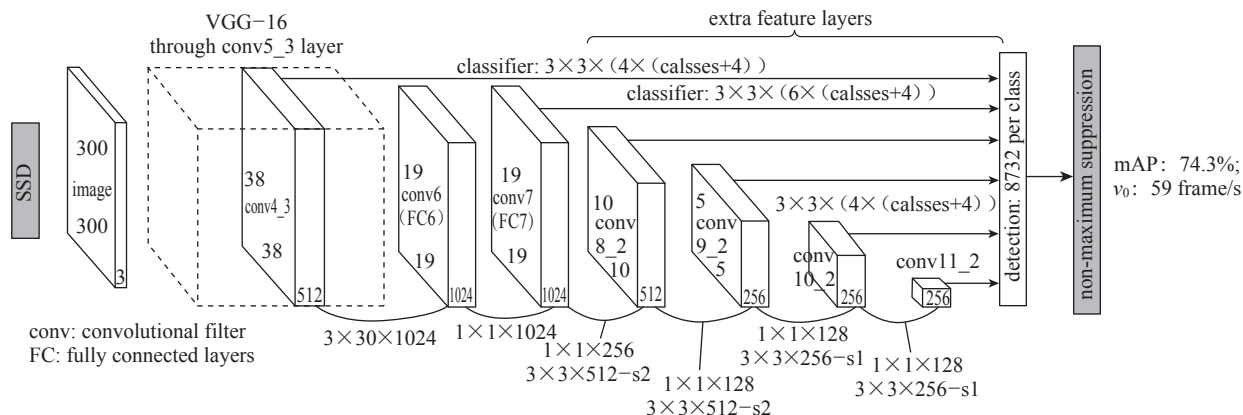 VGG−16
through conv5_3 layer
extra feature layers
classifier: 3×3×(4×(calsses+4))
classifier: 3×3×(6×(calsses+4))
SSD
300
image
300
3
38
conv4_3
38
512
19
conv6
(FC6)
19
1024
19
conv7
(FC7)
19
1024
10
conv
8_2
10
512
5
conv
9_2
5
256
3×3×(4×(calsses+4))
conv
10_2
256
conv11_2
256
detection: 8732 per class
non-maximum suppression
mAP: 74.3%;
v₀: 59 frame/s
conv: convolutional filter
FC: fully connected layers
3×30×1024
1×1×1024
1×1×256
3×3×512−s2
1×1×128
3×3×512−s2
1×1×128
3×3×256−s1
1×1×128
3×3×256−s1